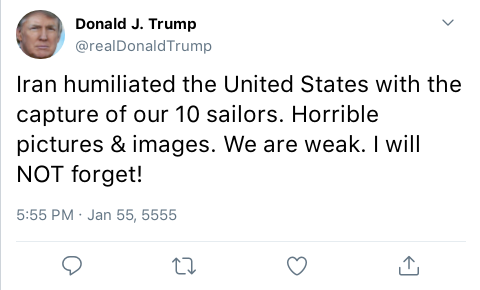 Donald J. Trump
@realDonaldTrump
Iran humiliated the United States with the
capture of our 10 sailors. Horrible
pictures & images. We are weak. I will
NOT forget!
5:55 PM · Jan 55, 5555